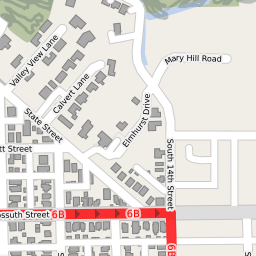 Mary Hill Road
Valley View Lane
Calvert Lane
State Street
Elmhurst Drive
South 14th Street
tt Street
ossuth Street
6B
6B
6B